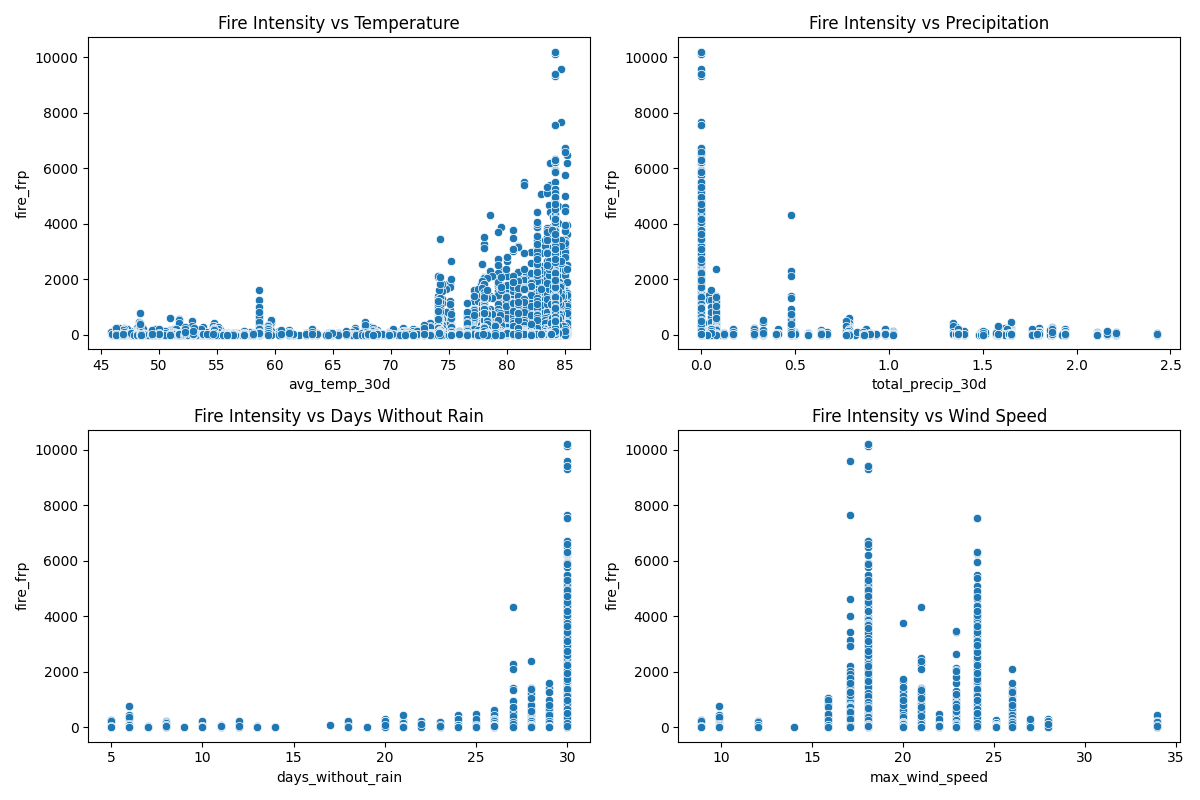 Fire Intensity vs Temperature
fire_frp
10000
8000
6000
4000
2000
0
45 50 55 60 65 70 75 80 85
avg_temp_30d
Fire Intensity vs Precipitation
fire_frp
10000
8000
6000
4000
2000
0
0.0 0.5 1.0 1.5 2.0 2.5
total_precip_30d
Fire Intensity vs Days Without Rain
fire_frp
10000
8000
6000
4000
2000
0
5 10 15 20 25 30
days_without_rain
Fire Intensity vs Wind Speed
fire_frp
10000
8000
6000
4000
2000
0
10 15 20 25 30 35
max_wind_speed